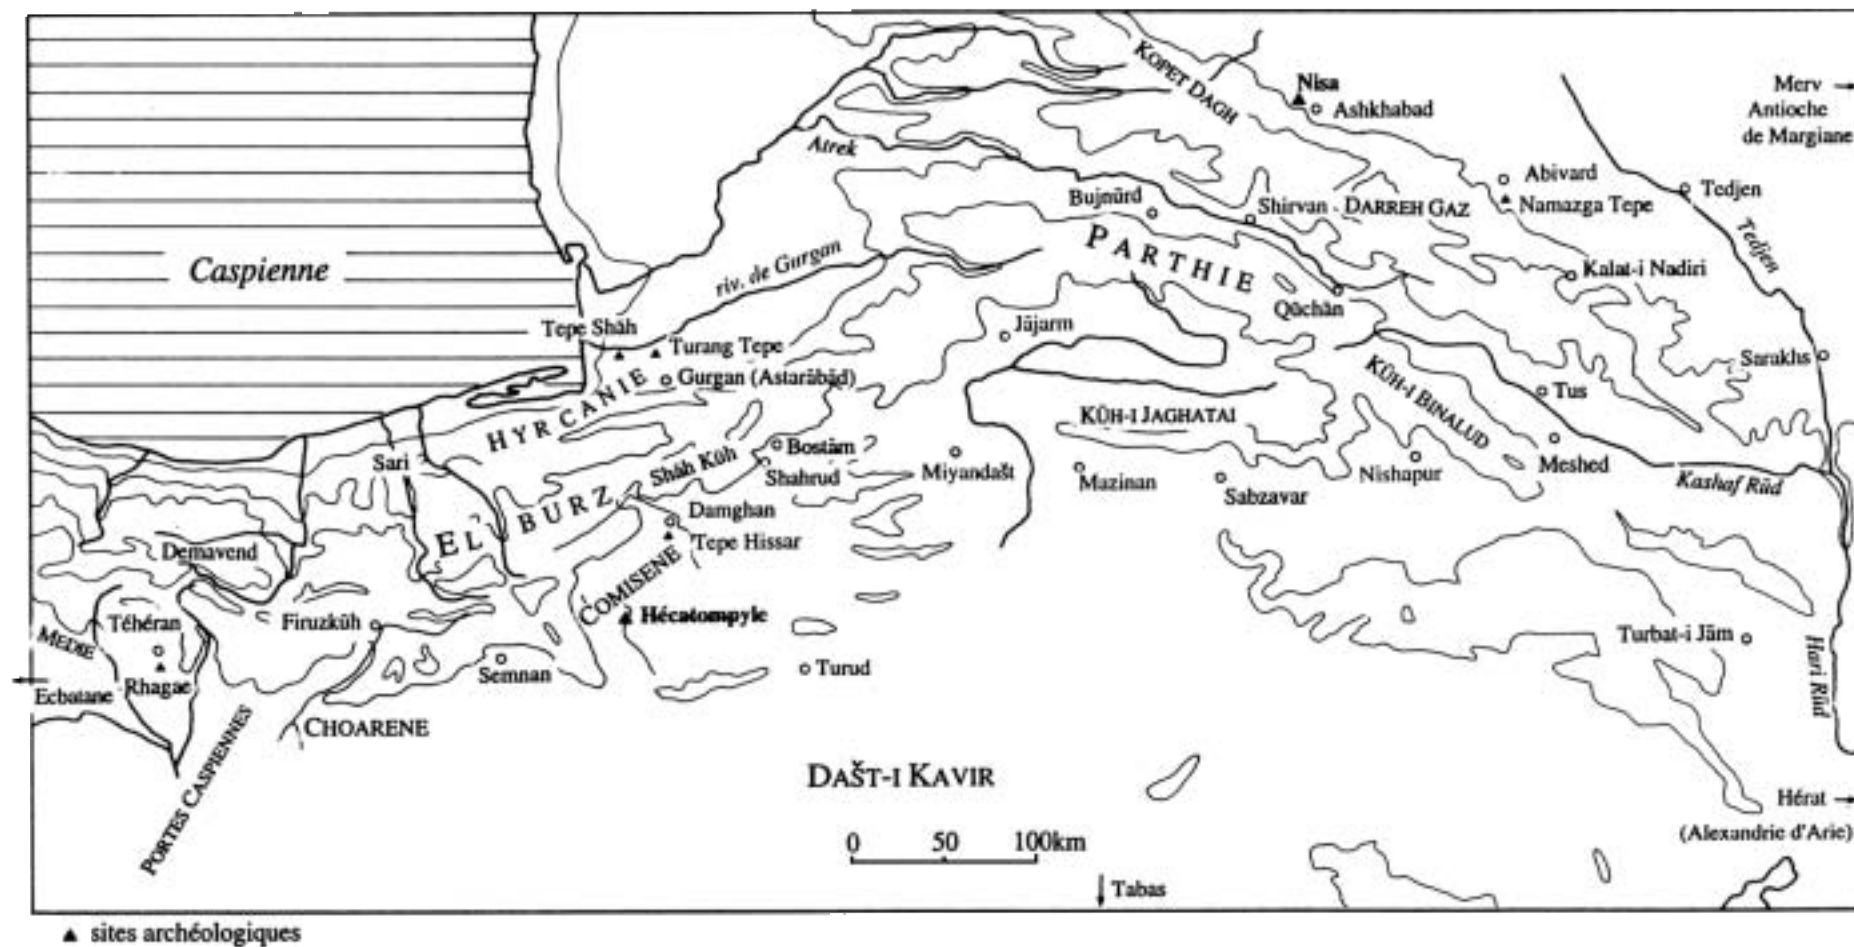 KOPET DAGH
Nisa
Ashkhabad
Merv
Antioche
de Margiane
Atrek
Bujnūrd
Shirvan
DARREH GAZ
Abivard
Namazga Tepe
Tedjen
Tedjen
Caspienne
riv. de Gurgan
PARTHIE
Kalat-i Nadiri
Qūchān
Tepe Shāh
Turang Tepe
Jājarm
Sarakhs
Gurgan (Astarābād)
HYRCANIE
KŪH-I BINALUD
Tus
KŪH-I JAGHATAI
Sari
Shāh Kūh
Bostām
Shahrud
Miyandašt
Mazinan
Sabzavar
Nishapur
Meshed
Kashaf Rūd
ELBURZ
Damghan
Tepe Hissar
Demavend
COMISENE
Téhéran
Firuzkūh
Hécatompyle
MEDIE
Turbat-i Jām
Hari Rūd
Ecbatane
Rhagae
Semnan
Turud
CHOARENE
PORTES CASPIENNES
DAŠT-I KAVIR
Hérat
(Alexandrie d'Arie)
0 50 100km
Tabas
▲ sites archéologiques